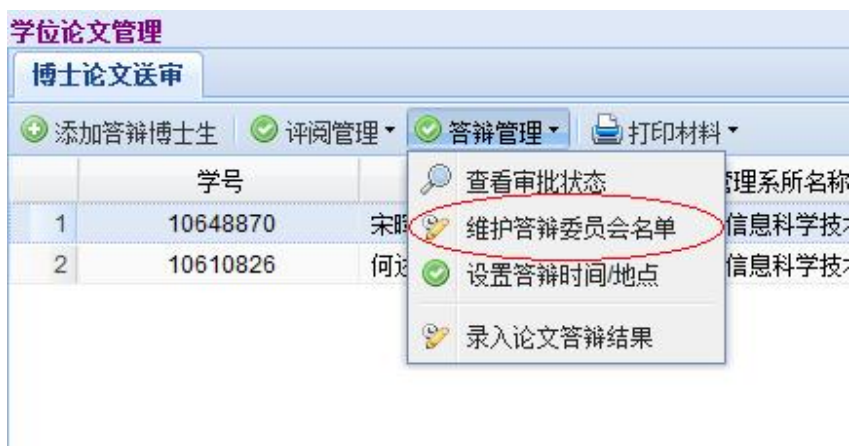 学位论文管理
博士论文送审
添加答辩博士生 评阅管理 答辩管理 打印材料
学号 管理系所名称
1 10648870 宋 信息科学技
2 10610826 何 信息科学技
查看审批状态
维护答辩委员会名单
设置答辩时间/地点
录入论文答辩结果